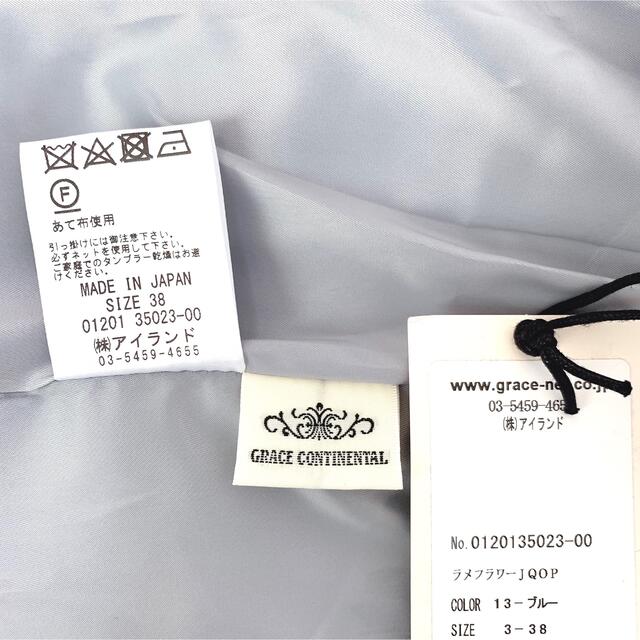 F
あて布使用
引っ掛けには御注意下さい。
必ずネットを使用して下さい。
ご家庭でのタンブラー乾燥はお避
けください。
MADE IN JAPAN
SIZE 38
01201 35023-00
㈱アイランド
03-5459-4655
GRACE CONTINENTAL
www.grace-
co.jp
03-5459-465
㈱アイランド
No.0120135023-00
ラメフラワーJQOP
COLOR 13-ブルー
SIZE 3-38